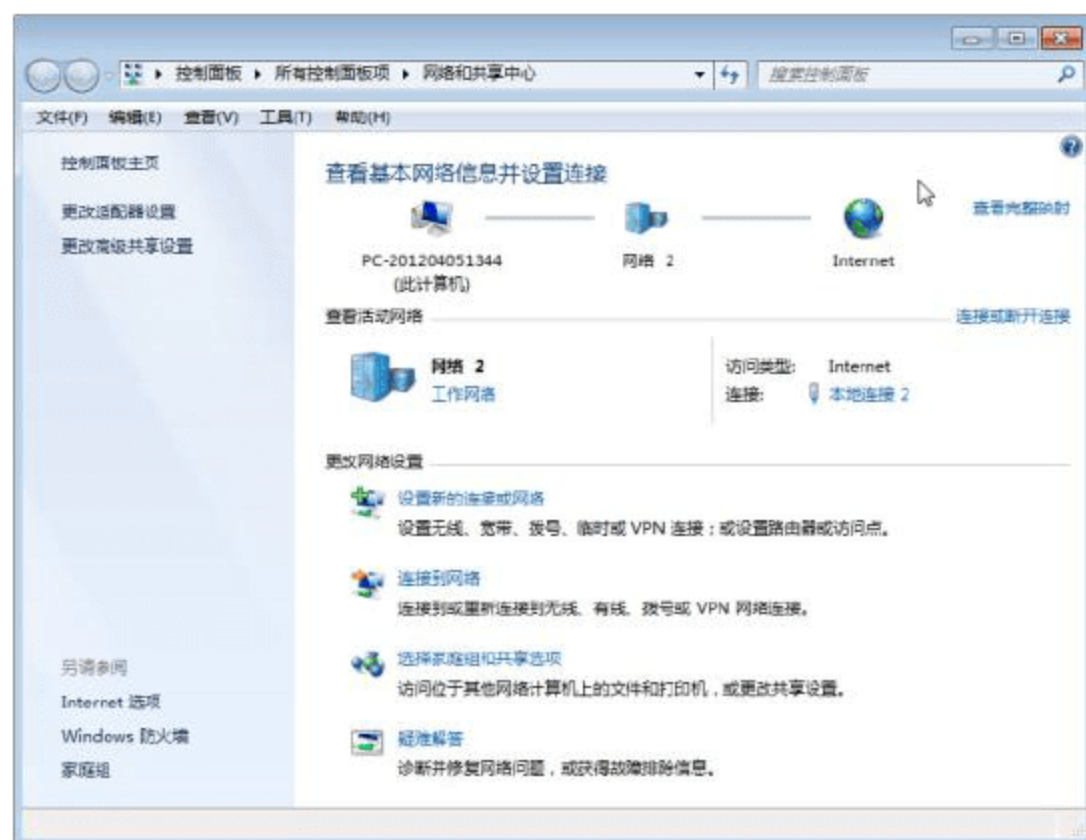 控制面板 ▸ 所有控制面板项 ▸ 网络和共享中心
搜索控制面板
文件(F) 编辑(E) 查看(V) 工具(T) 帮助(H)
控制面板主页
更改适配器设置
更改高级共享设置
查看基本网络信息并设置连接
查看完整映射
PC-201204051344
(此计算机)
网络 2
Internet
查看活动网络
连接或断开连接
网络 2
工作网络
访问类型: Internet
连接: 本地连接 2
更改网络设置
设置新的连接或网络
设置无线、宽带、拨号、临时或 VPN 连接；或设置路由器或访问点。
连接到网络
连接到或重新连接到无线、有线、拨号或 VPN 网络连接。
选择家庭组和共享选项
访问位于其他网络计算机上的文件和打印机，或更改共享设置。
疑难解答
诊断并修复网络问题，或获得故障排除信息。
另请参阅
Internet 选项
Windows 防火墙
家庭组